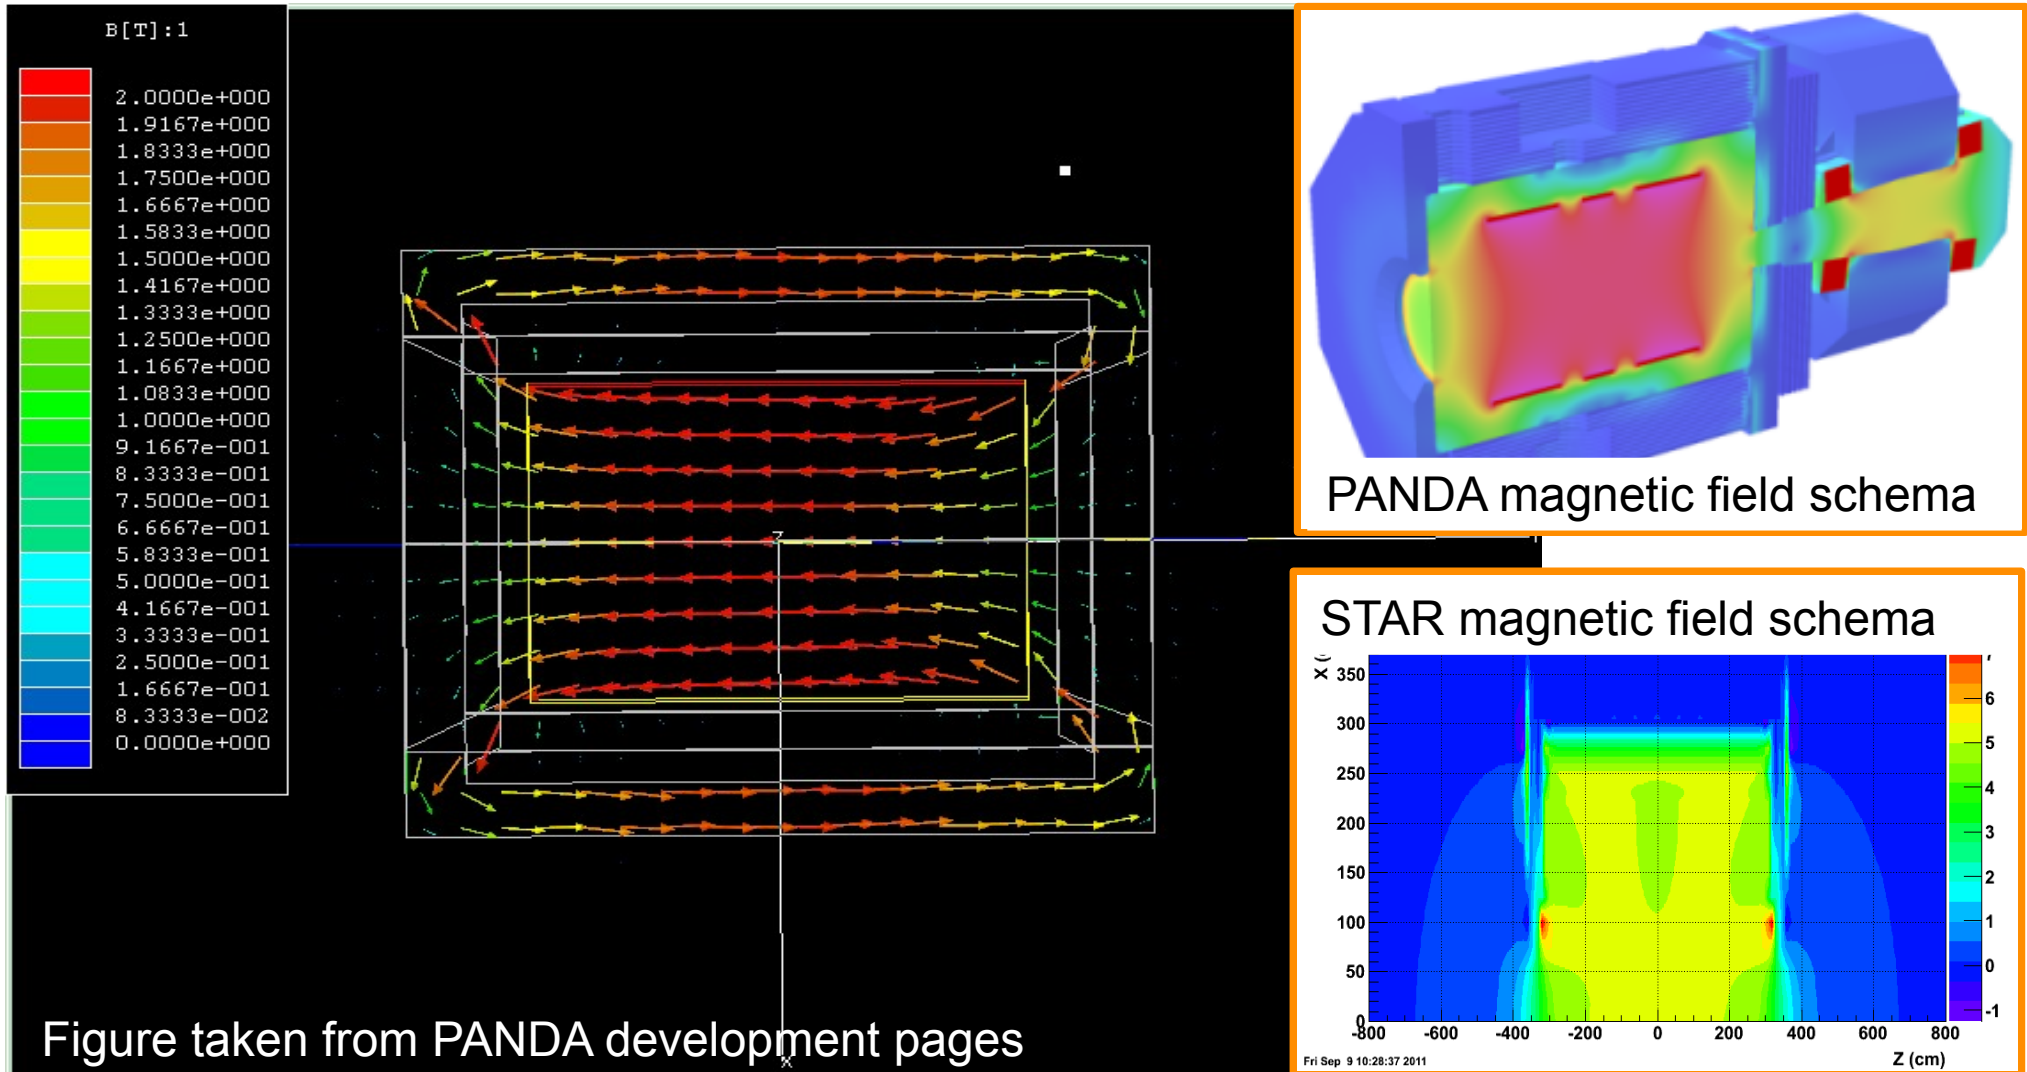 B[T]:1
2.0000e+000
1.9167e+000
1.8333e+000
1.7500e+000
1.6667e+000
1.5833e+000
1.5000e+000
1.4167e+000
1.3333e+000
1.2500e+000
1.1667e+000
1.0833e+000
1.0000e+000
9.1667e-001
8.3333e-001
7.5000e-001
6.6667e-001
5.8333e-001
5.0000e-001
4.1667e-001
3.3333e-001
2.5000e-001
1.6667e-001
8.3333e-002
0.0000e+000
Z
X
Figure taken from PANDA development pages
PANDA magnetic field schema
STAR magnetic field schema
X (
350
300
250
200
150
100
50
0
-800 -600 -400 -200 0 200 400 600 800
Z (cm)
6
5
4
3
2
1
0
-1
Fri Sep 9 10:28:37 2011